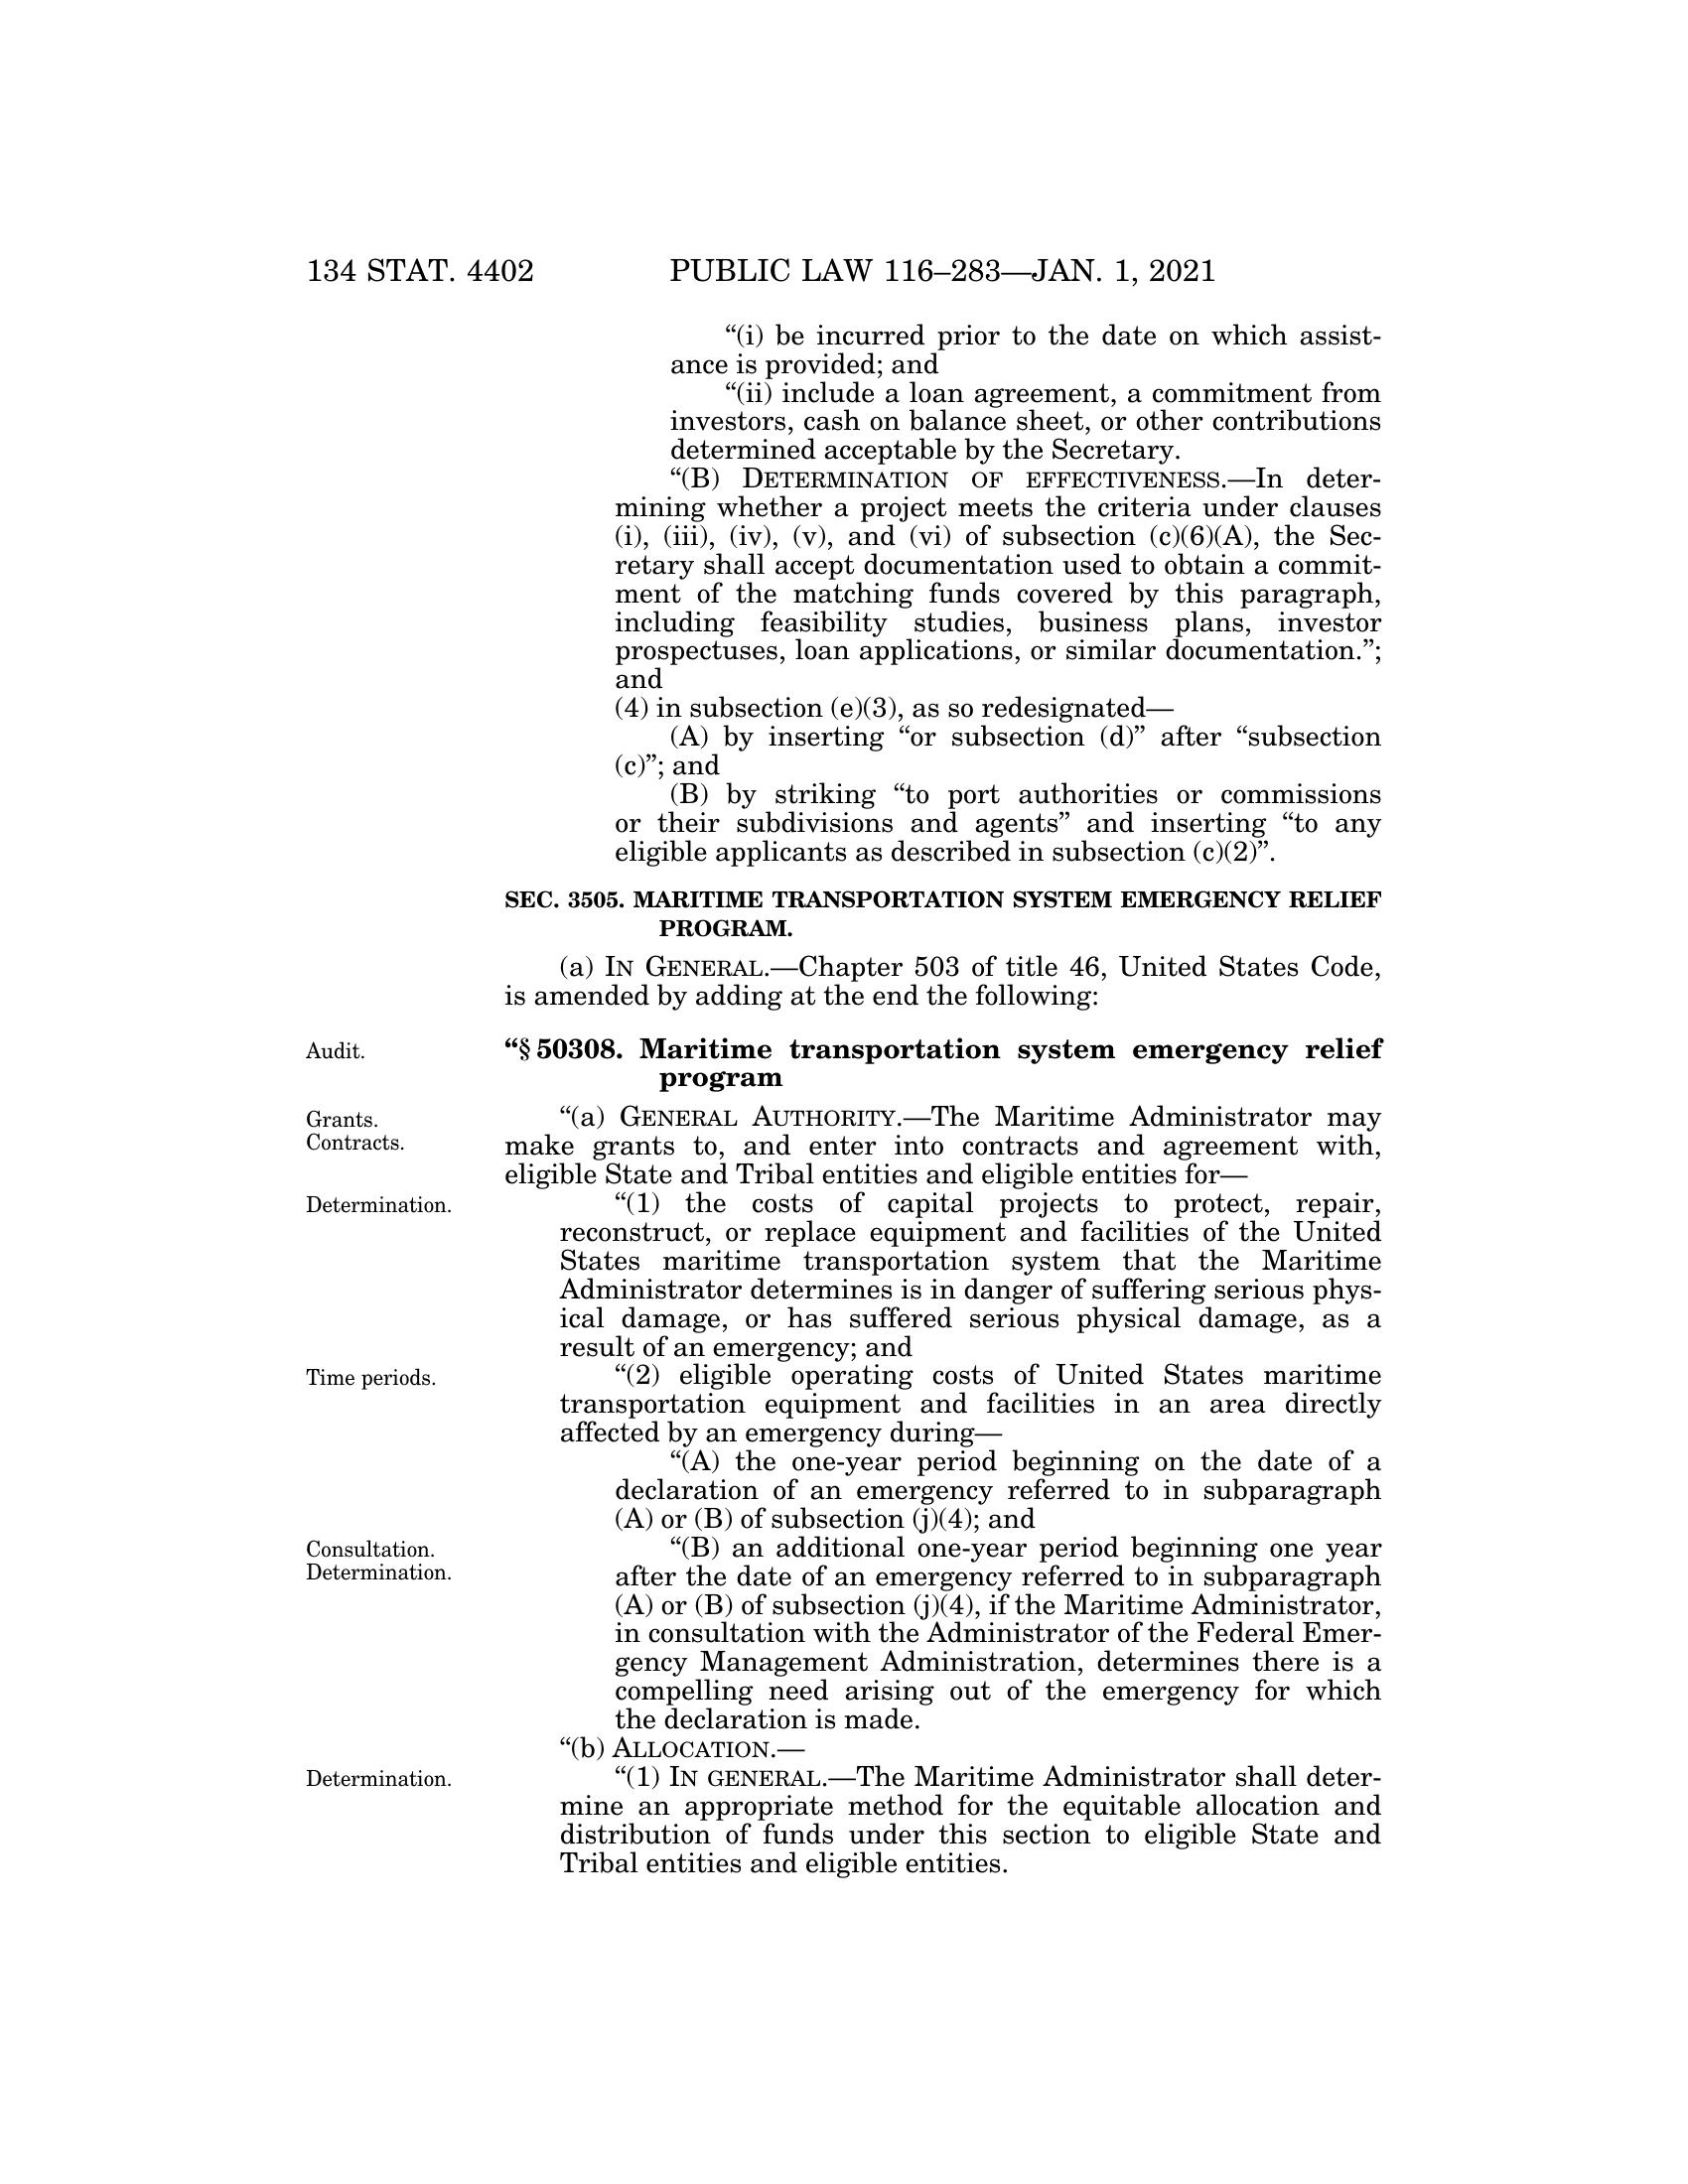 134 STAT. 4402 PUBLIC LAW 116–283—JAN. 1, 2021
“(i) be incurred prior to the date on which assist-
ance is provided; and
“(ii) include a loan agreement, a commitment from
investors, cash on balance sheet, or other contributions
determined acceptable by the Secretary.
“(B) DETERMINATION OF EFFECTIVENESS.—In deter-
mining whether a project meets the criteria under clauses
(i), (iii), (iv), (v), and (vi) of subsection (c)(6)(A), the Sec-
retary shall accept documentation used to obtain a commit-
ment of the matching funds covered by this paragraph,
including feasibility studies, business plans, investor
prospectuses, loan applications, or similar documentation.”;
and
(4) in subsection (e)(3), as so redesignated—
(A) by inserting “or subsection (d)” after “subsection
(c)”; and
(B) by striking “to port authorities or commissions
or their subdivisions and agents” and inserting “to any
eligible applicants as described in subsection (c)(2)”.
SEC. 3505. MARITIME TRANSPORTATION SYSTEM EMERGENCY RELIEF
PROGRAM.
(a) IN GENERAL.—Chapter 503 of title 46, United States Code,
is amended by adding at the end the following:
Audit. “§ 50308. Maritime transportation system emergency relief
program
Grants. “(a) GENERAL AUTHORITY.—The Maritime Administrator may
Contracts. make grants to, and enter into contracts and agreement with,
eligible State and Tribal entities and eligible entities for—
Determination. “(1) the costs of capital projects to protect, repair,
reconstruct, or replace equipment and facilities of the United
States maritime transportation system that the Maritime
Administrator determines is in danger of suffering serious phys-
ical damage, or has suffered serious physical damage, as a
result of an emergency; and
Time periods. “(2) eligible operating costs of United States maritime
transportation equipment and facilities in an area directly
affected by an emergency during—
“(A) the one-year period beginning on the date of a
declaration of an emergency referred to in subparagraph
(A) or (B) of subsection (j)(4); and
Consultation. “(B) an additional one-year period beginning one year
Determination. after the date of an emergency referred to in subparagraph
(A) or (B) of subsection (j)(4), if the Maritime Administrator,
in consultation with the Administrator of the Federal Emer-
gency Management Administration, determines there is a
compelling need arising out of the emergency for which
the declaration is made.
“(b) ALLOCATION.—
Determination. “(1) IN GENERAL.—The Maritime Administrator shall deter-
mine an appropriate method for the equitable allocation and
distribution of funds under this section to eligible State and
Tribal entities and eligible entities.